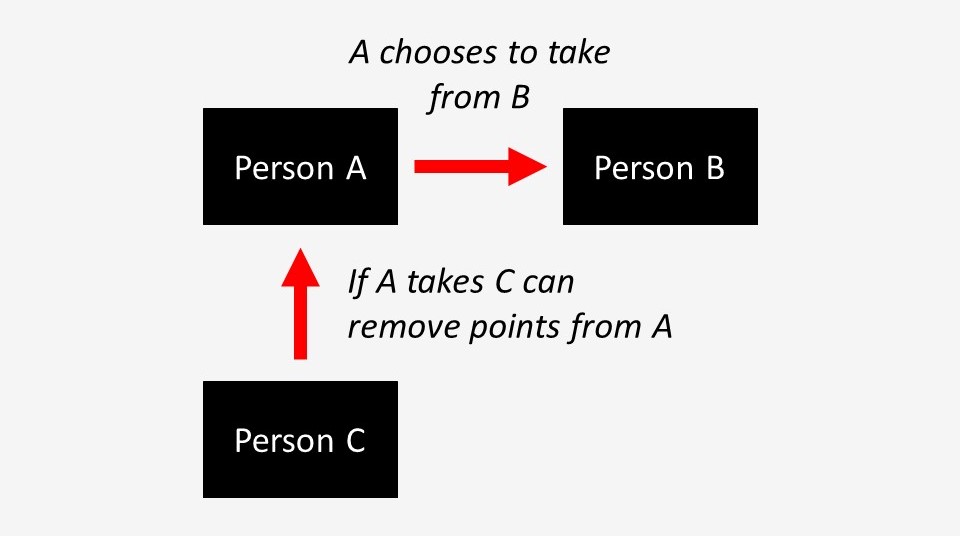 A chooses to take
from B
Person A
Person B
If A takes C can
remove points from A
Person C